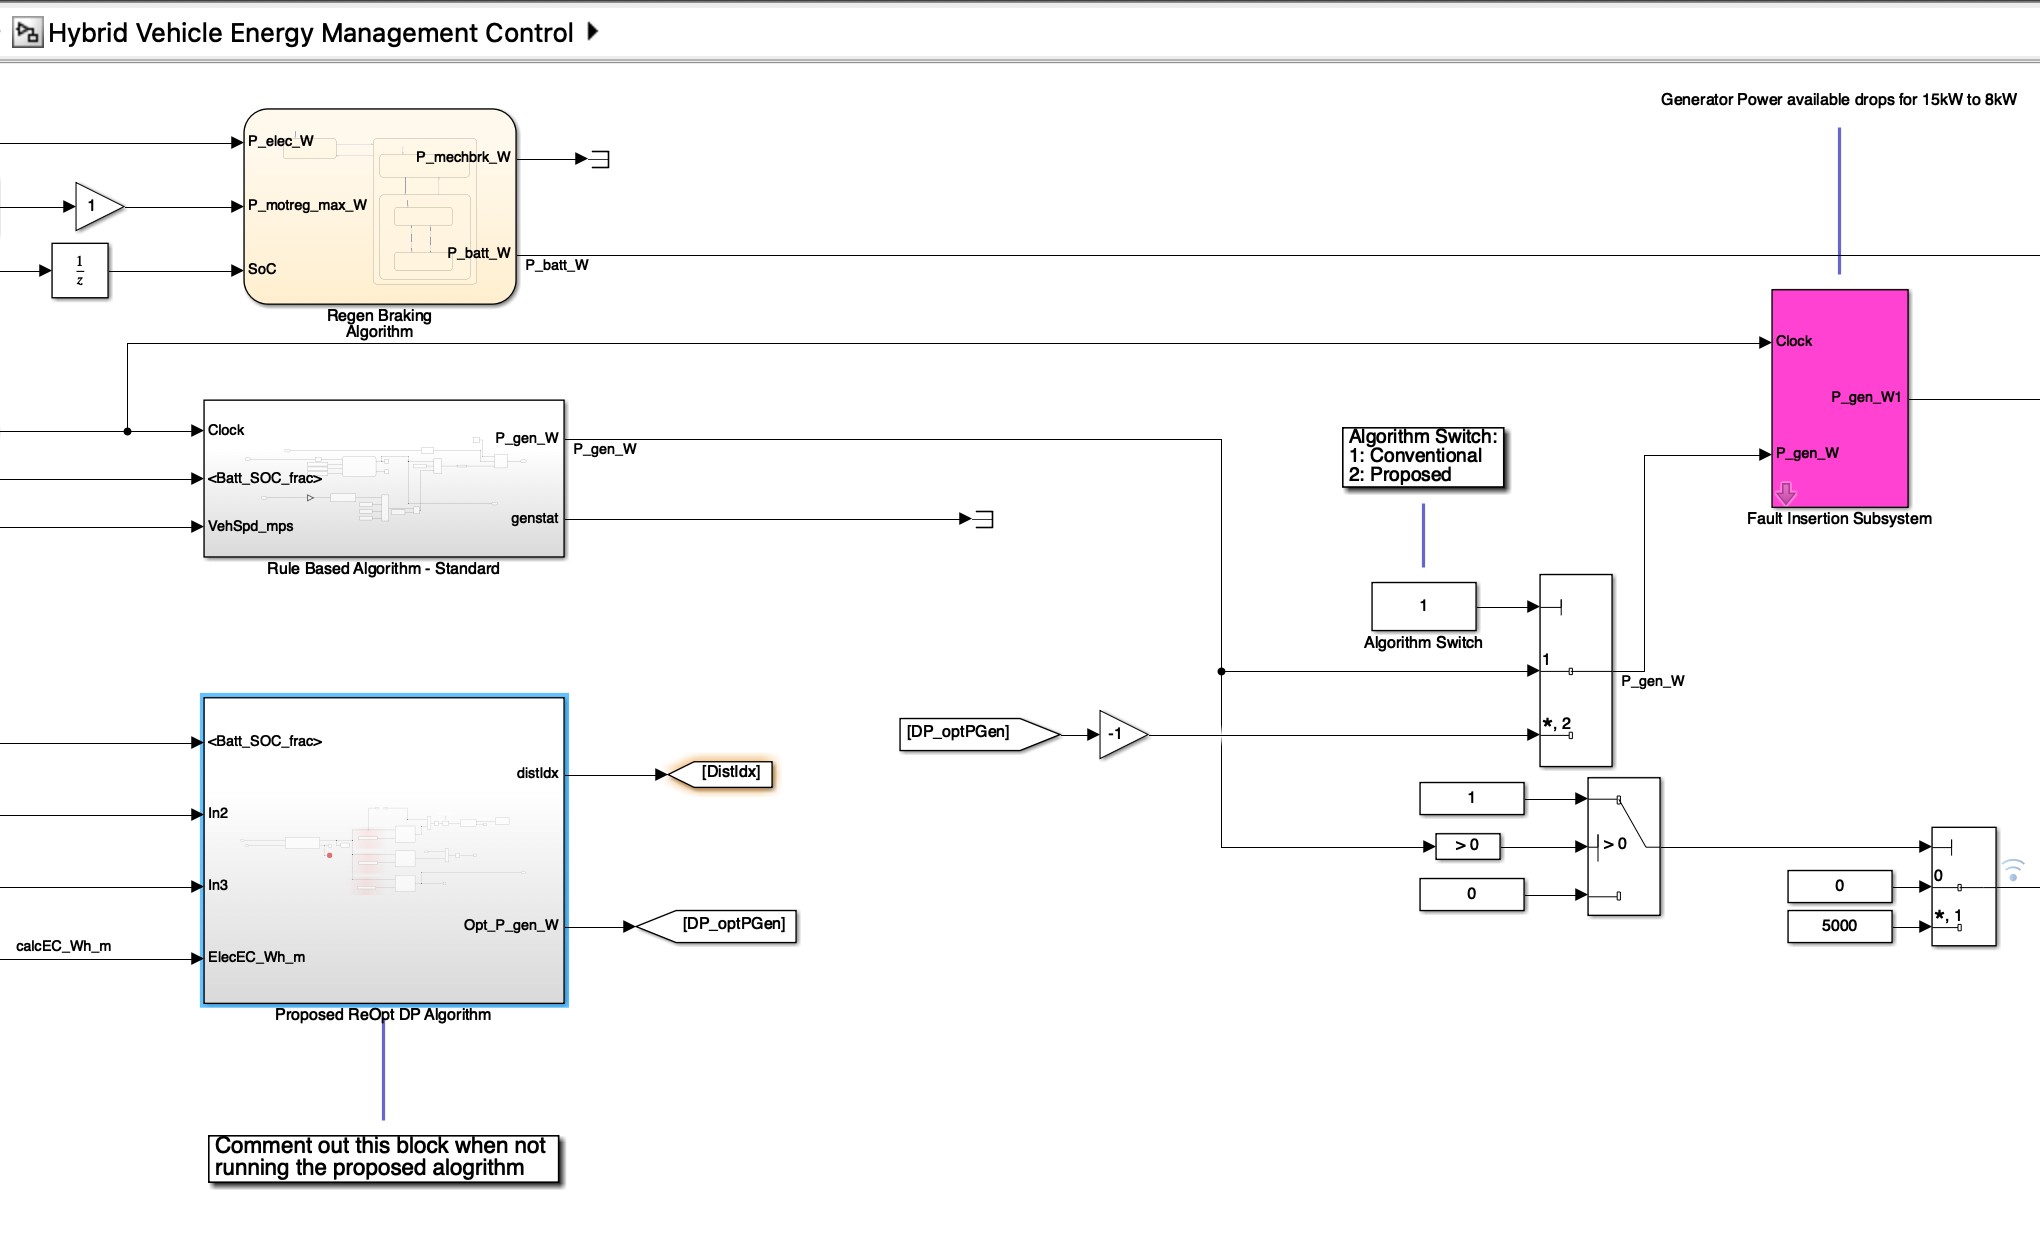 Hybrid Vehicle Energy Management Control
Generator Power available drops for 15kW to 8kW
P_elec_W
P_mechbrk_W
1
P_motreg_max_W
P_batt_W
P_batt_W
1
z
SoC
Regen Braking
Algorithm
Clock
P_gen_W1
P_gen_W
Fault Insertion Subsystem
Clock
P_gen_W
P_gen_W
<Batt_SOC_frac>
VehSpd_mps
genstat
Rule Based Algorithm - Standard
Algorithm Switch:
1: Conventional
2: Proposed
1
Algorithm Switch
1
P_gen_W
*, 2
[DP_optPGen]
-1
<Batt_SOC_frac>
distIdx
[DistIdx]
In2
In3
Opt_P_gen_W
[DP_optPGen]
calcEC_Wh_m
ElecEC_Wh_m
Proposed ReOpt DP Algorithm
1
> 0
> 0
0
0
0
5000
*, 1
Comment out this block when not
running the proposed alogrithm